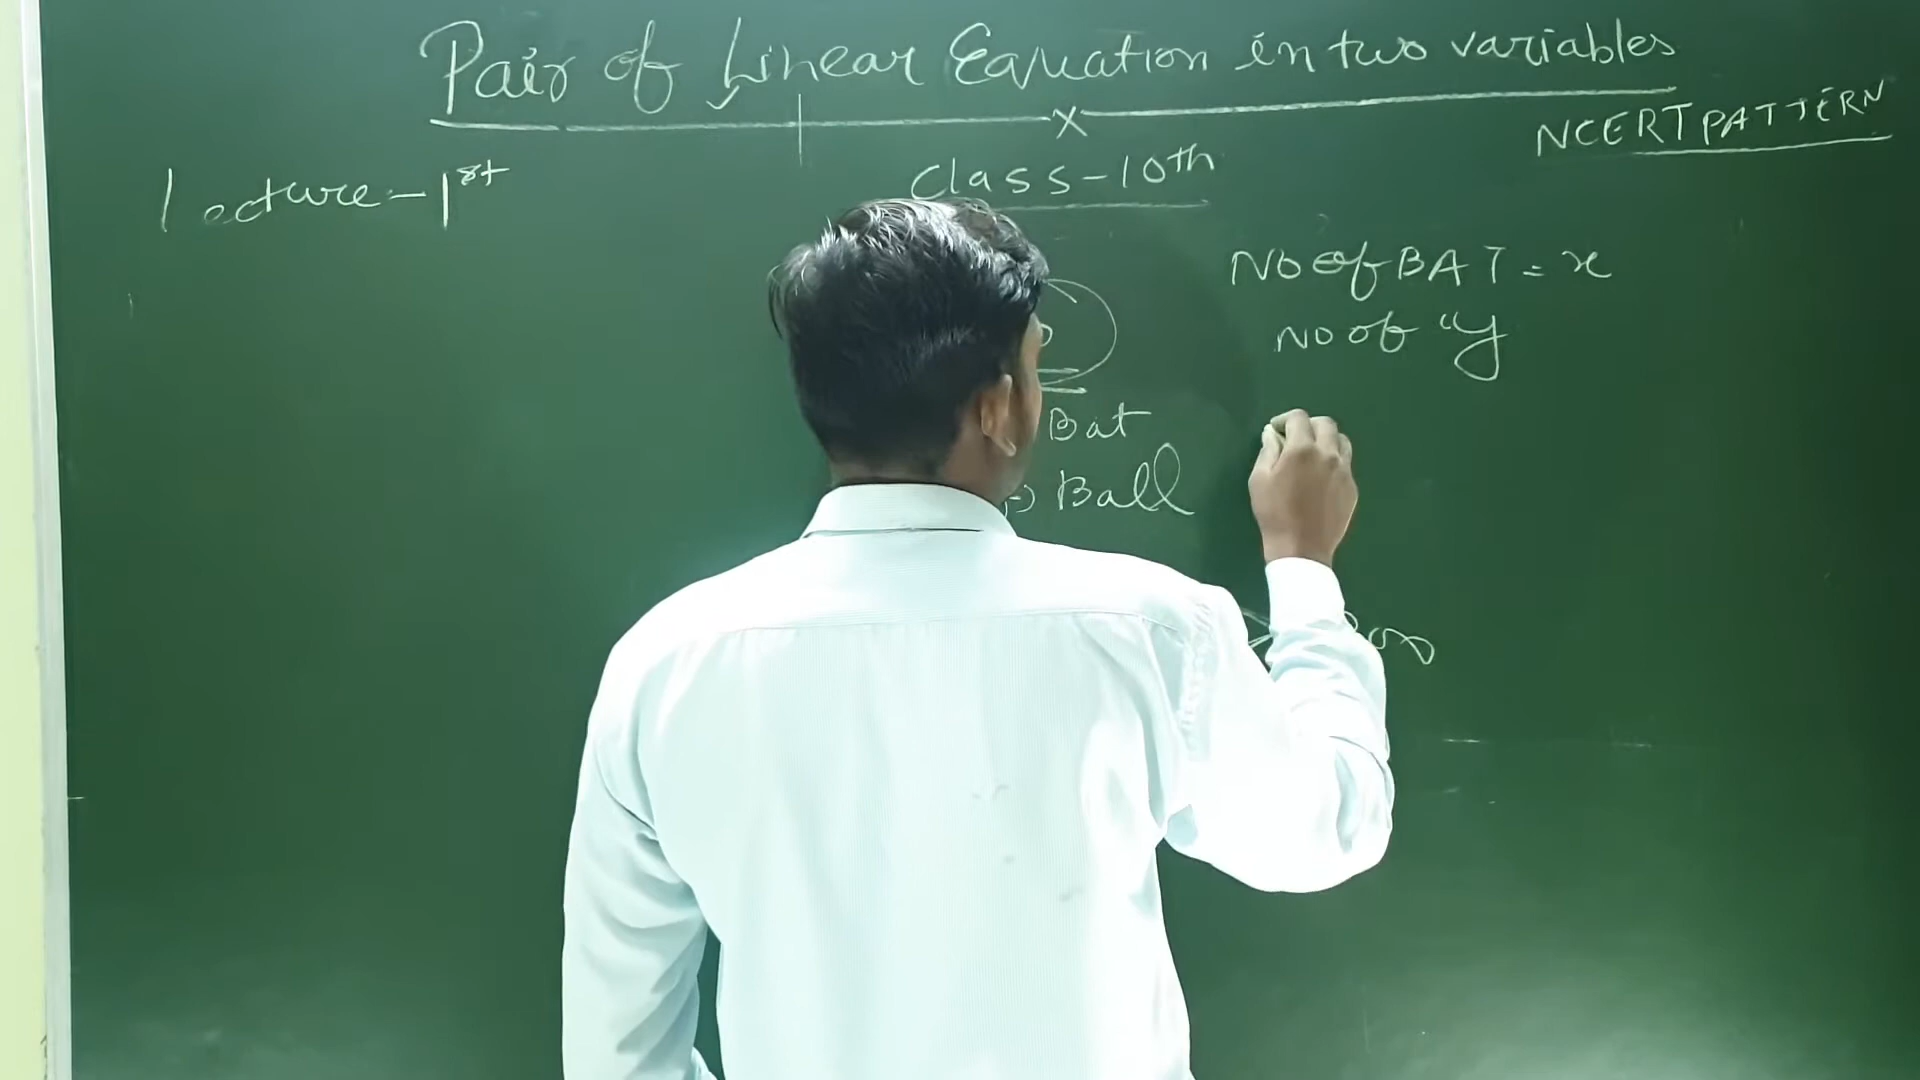 Pair of Linear Equation in two variables
NCERT PATTERN
Lecture-1st
Class-10th
No of BAT = x
No of "y
Bat
Ball